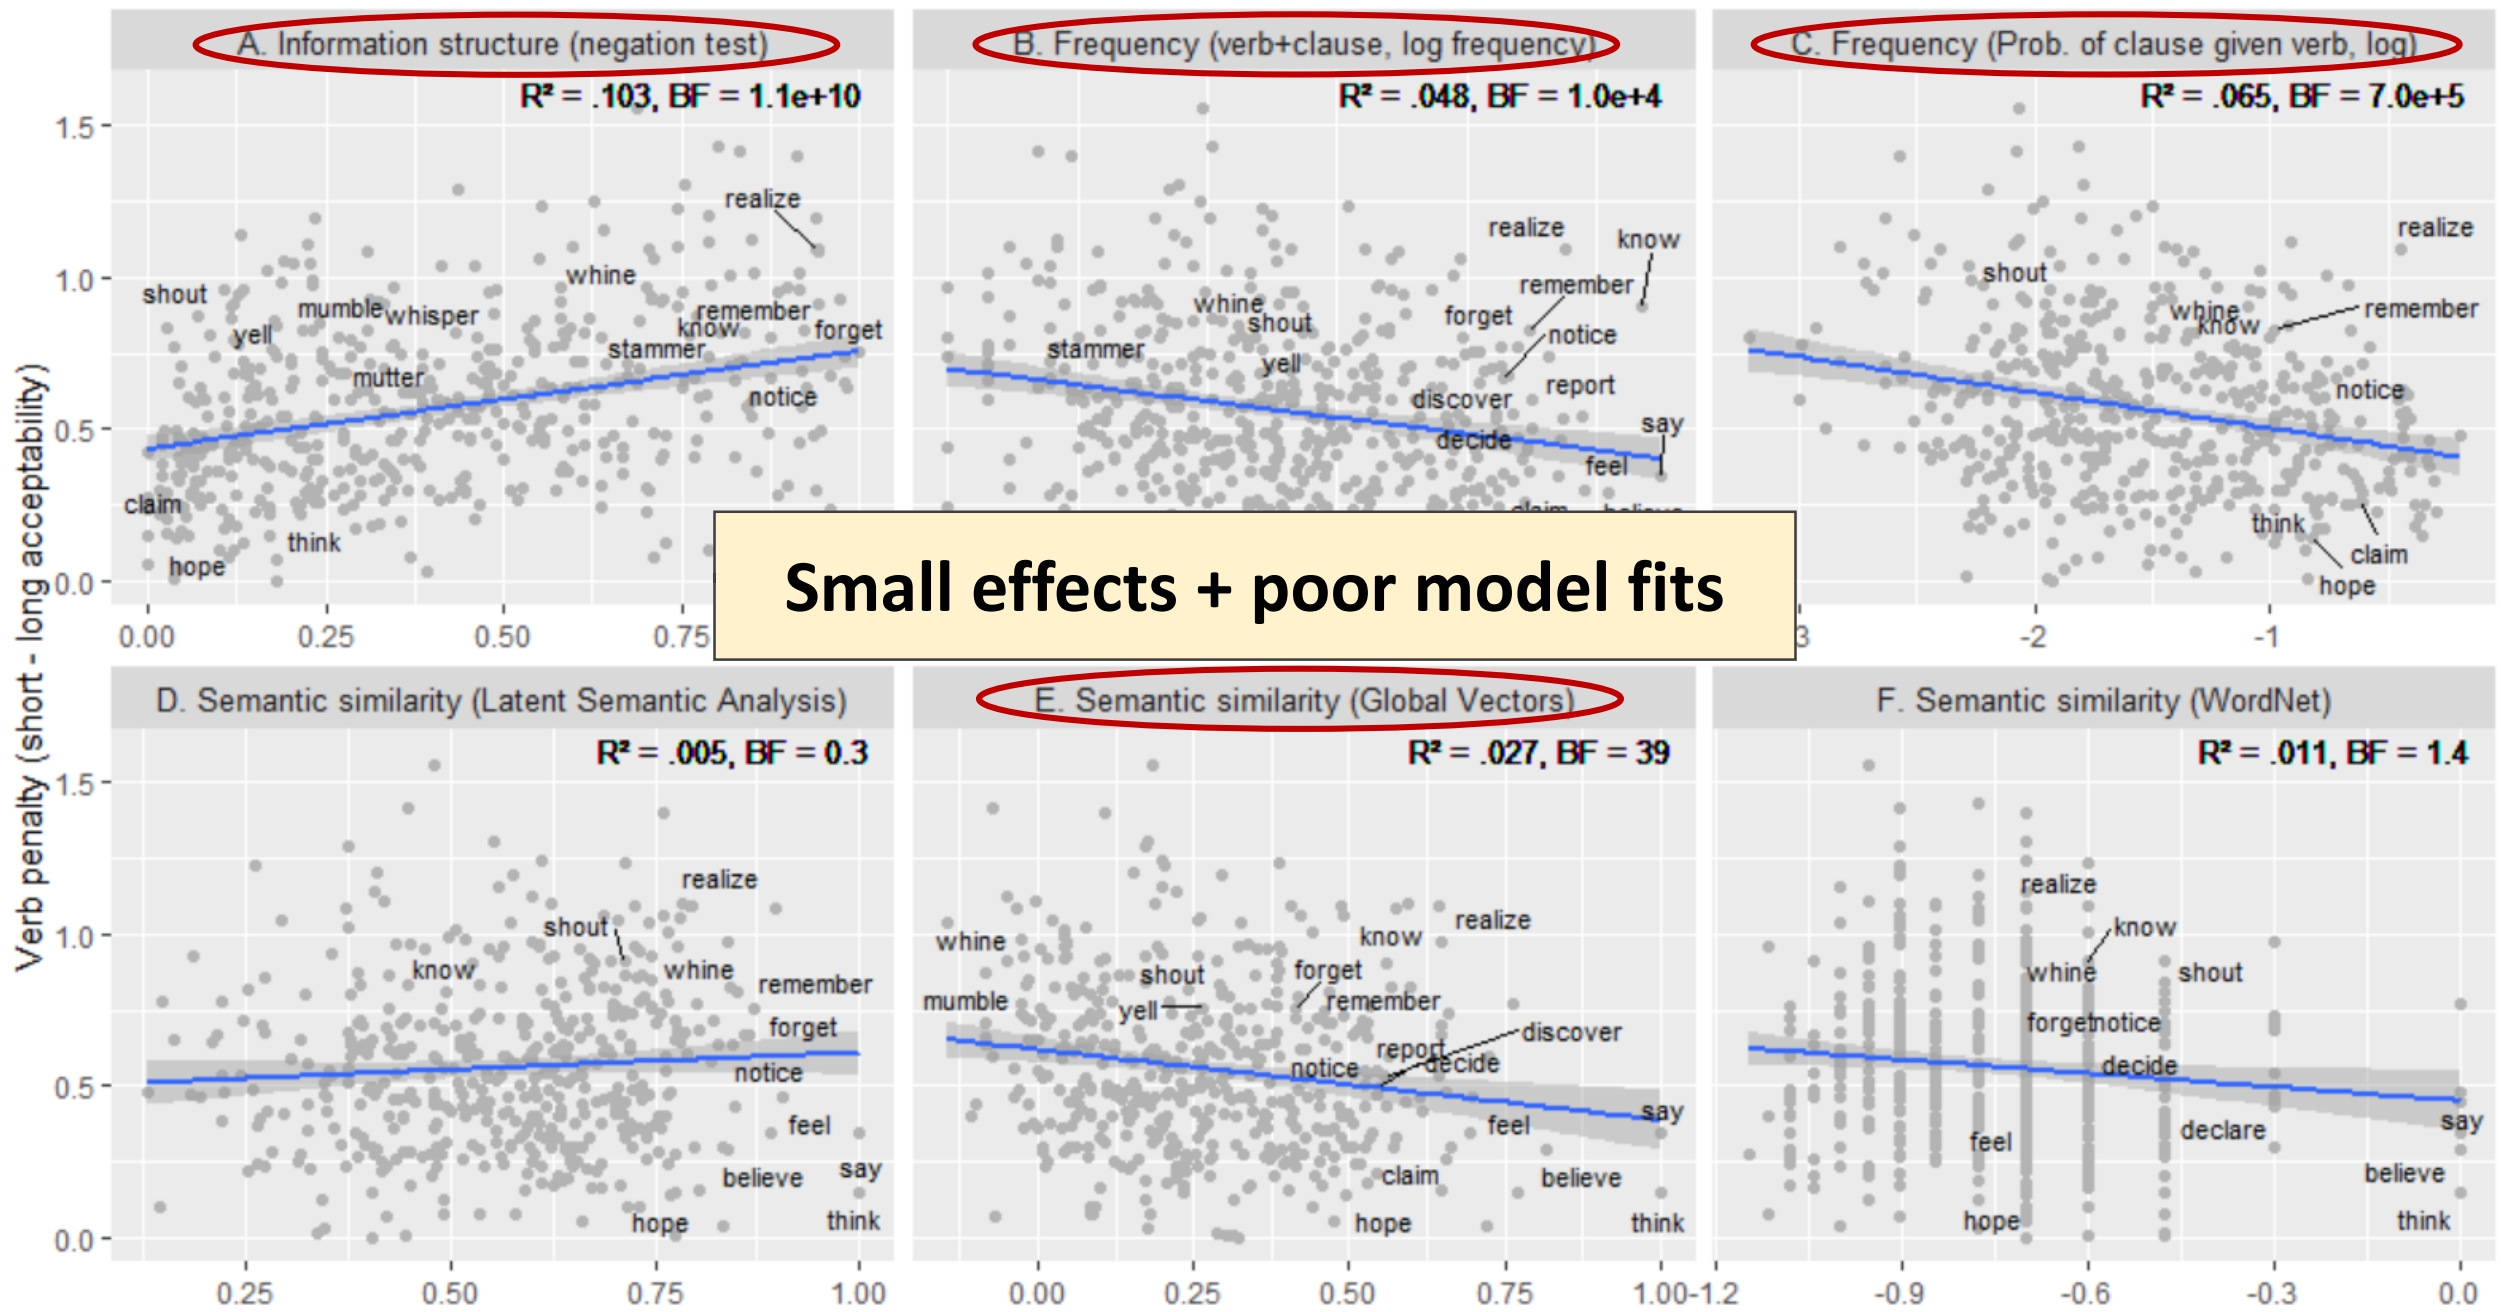 A. Information structure (negation test)
R² = .103, BF = 1.1e+10
realize
whine
shout
mumble
whisper
remember
know
forget
yell
stammer
mutter
notice
claim
think
hope
0.00 0.25 0.50 0.75
B. Frequency (verb+clause, log frequency)
R² = .048, BF = 1.0e+4
realize
know
remember
whine
shout
forget
notice
stammer
yell
report
discover
say
decide
feel
claim
believe
C. Frequency (Prob. of clause given verb, log)
R² = .065, BF = 7.0e+5
realize
shout
whine
remember
know
notice
think
claim
hope
3 -2 -1
1.5
1.0
0.5
0.0
Small effects + poor model fits
Verb penalty (short - long acceptability)
D. Semantic similarity (Latent Semantic Analysis)
R² = .005, BF = 0.3
realize
shout
know
whine
remember
forget
notice
feel
believe
say
hope
think
1.5
1.0
0.5
0.0
0.25 0.50 0.75 1.00
E. Semantic similarity (Global Vectors)
R² = .027, BF = 39
realize
whine
know
shout
forget
mumble
yell
remember
discover
report
notice
decide
say
feel
claim
believe
hope
think
0.00 0.25 0.50 0.75 1.00
F. Semantic similarity (WordNet)
R² = .011, BF = 1.4
realize
know
whine
shout
forget
notice
decide
say
feel
declare
believe
hope
think
-1.2 -0.9 -0.6 -0.3 0.0